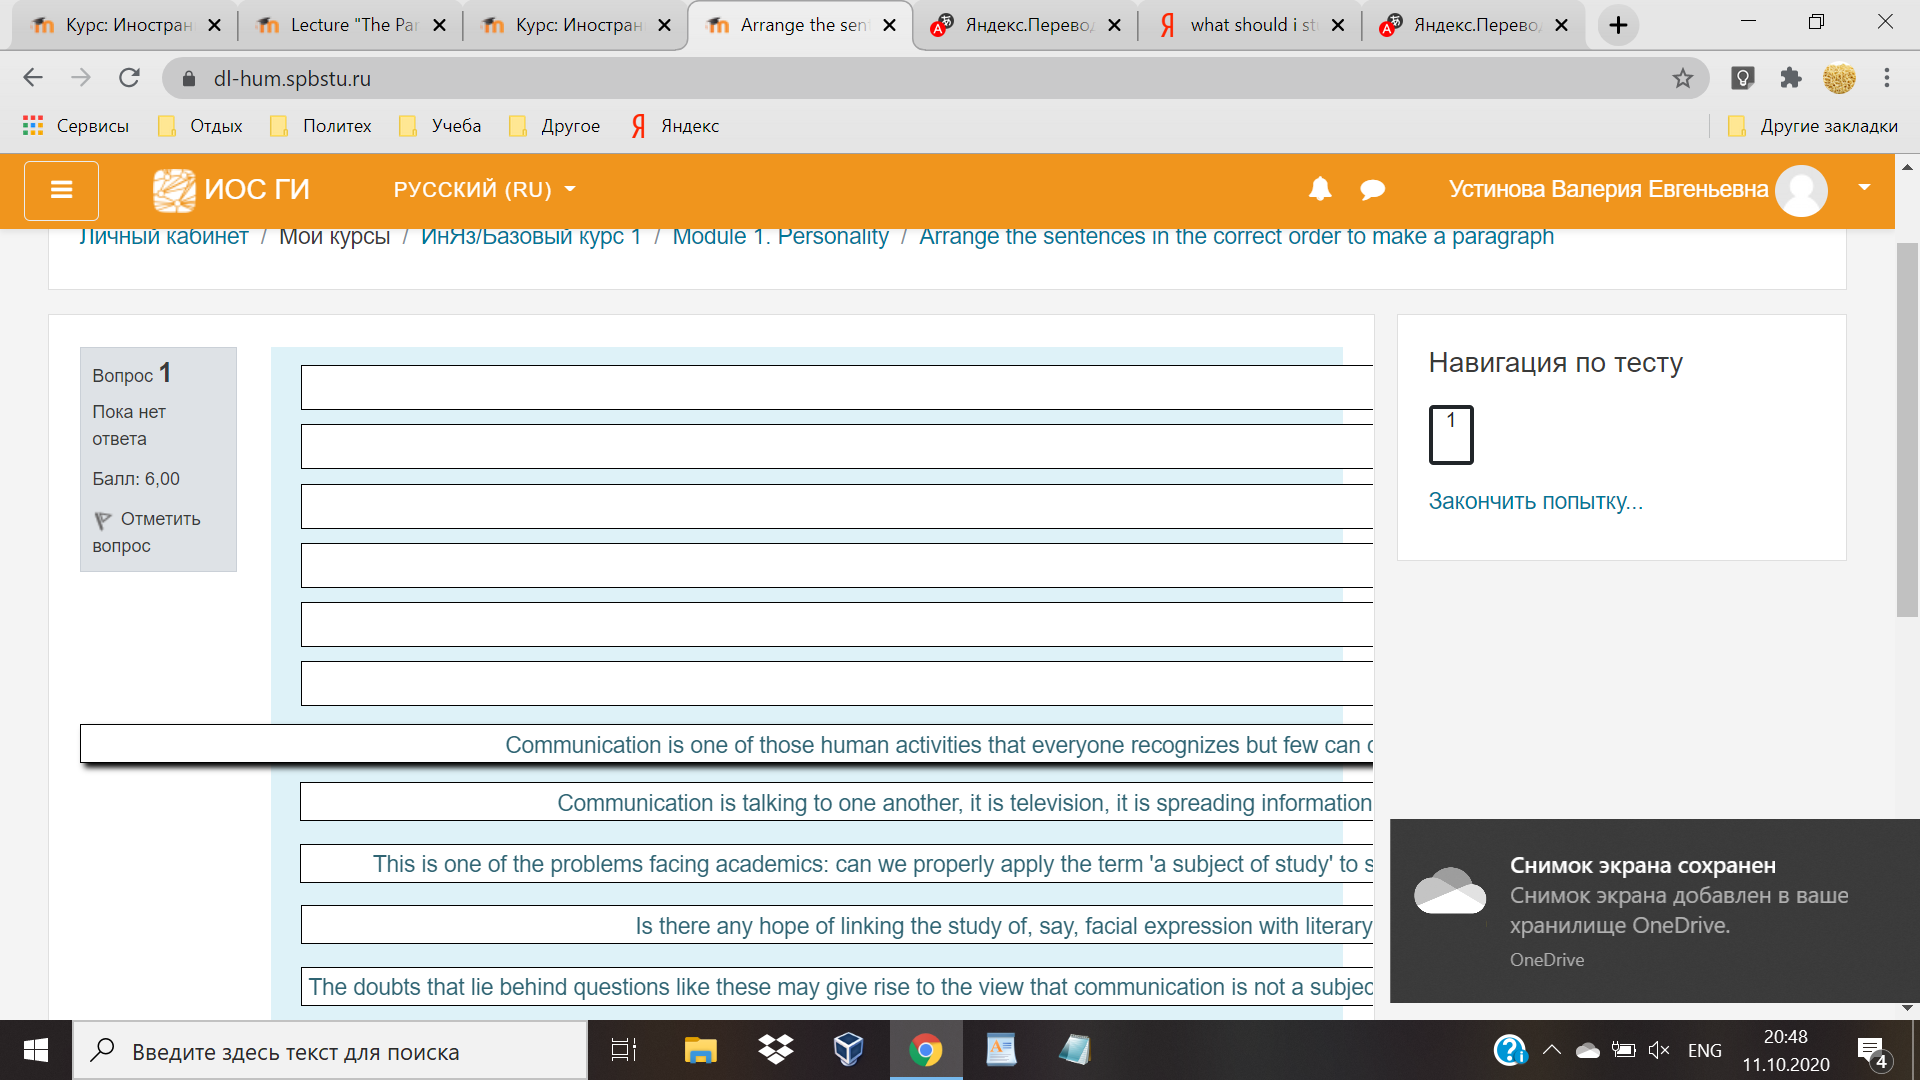 Курс: Иностран
Lecture "The Par
Курс: Иностран
Arrange the sent
Яндекс.Перевод
what should i st
Яндекс.Перево
dl-hum.spbstu.ru
Сервисы
Отдых
Политех
Учеба
Другое
Яндекс
Другие закладки
ИОС ГИ
РУССКИЙ (RU)
Устинова Валерия Евгеньевна
Личный кабинет / Мои курсы / ИнЯз/Базовый курс 1 / Module 1. Personality / Arrange the sentences in the correct order to make a paragraph
Вопрос 1
Пока нет
ответа
Балл: 6,00
Отметить
вопрос
Communication is one of those human activities that everyone recognizes but few can
Communication is talking to one another, it is television, it is spreading information
This is one of the problems facing academics: can we properly apply the term 'a subject of study' to s
Is there any hope of linking the study of, say, facial expression with literary
The doubts that lie behind questions like these may give rise to the view that communication is not a subjec
Навигация по тесту
1
Закончить попытку...
Снимок экрана сохранен
Снимок экрана добавлен в ваше
хранилище OneDrive.
OneDrive
Введите здесь текст для поиска
ENG
20:48
11.10.2020
4